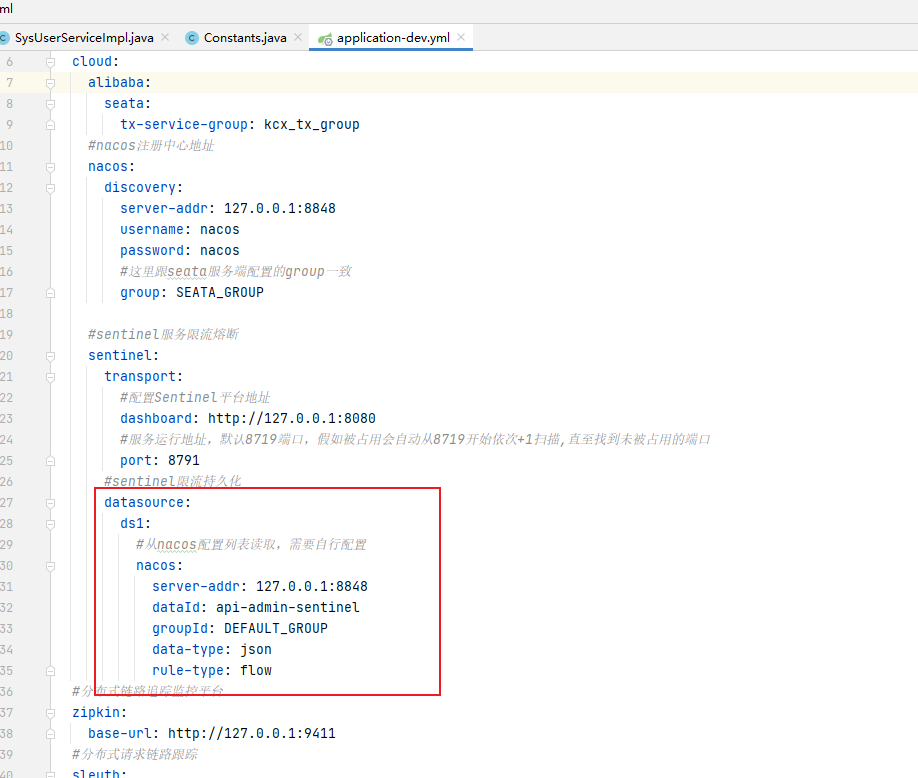 ml
SysUserServiceImpl.java Constants.java application-dev.yml
6 cloud:
7 alibaba:
8 seata:
9 tx-service-group: kcx_tx_group
10 #nacos注册中心地址
11 nacos:
12 discovery:
13 server-addr: 127.0.0.1:8848
14 username: nacos
15 password: nacos
16 #这里跟seata服务端配置的group一致
17 group: SEATA_GROUP
18
19 #sentinel服务限流熔断
20 sentinel:
21 transport:
22 #配置Sentinel平台地址
23 dashboard: http://127.0.0.1:8080
24 #服务运行地址，默认8719端口，假如被占用会自动从8719开始依次+1扫描,直至找到未被占用的端口
25 port: 8791
26 #sentinel限流持久化
27 datasource:
28 ds1:
29 #从nacos配置列表读取，需要自行配置
30 nacos:
31 server-addr: 127.0.0.1:8848
32 dataId: api-admin-sentinel
33 groupId: DEFAULT_GROUP
34 data-type: json
35 rule-type: flow
36 #分布式链路追踪监控平台
37 zipkin:
38 base-url: http://127.0.0.1:9411
39 #分布式请求链路跟踪
40 sleuth: